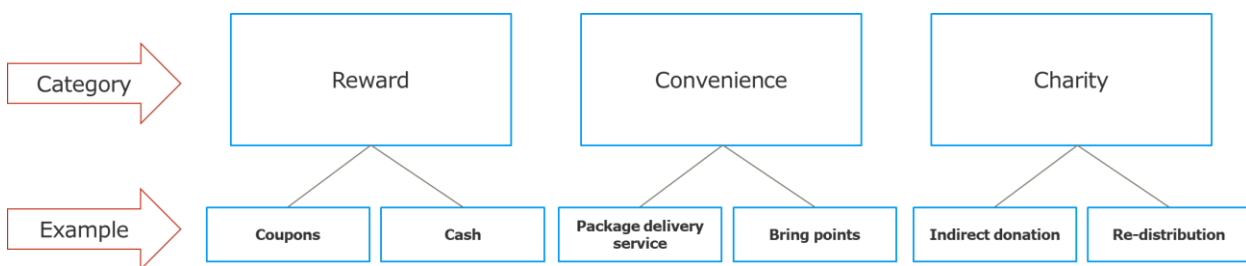 Category
Reward
Convenience
Charity
Example
Coupons
Cash
Package delivery
service
Bring points
Indirect donation
Re-distribution